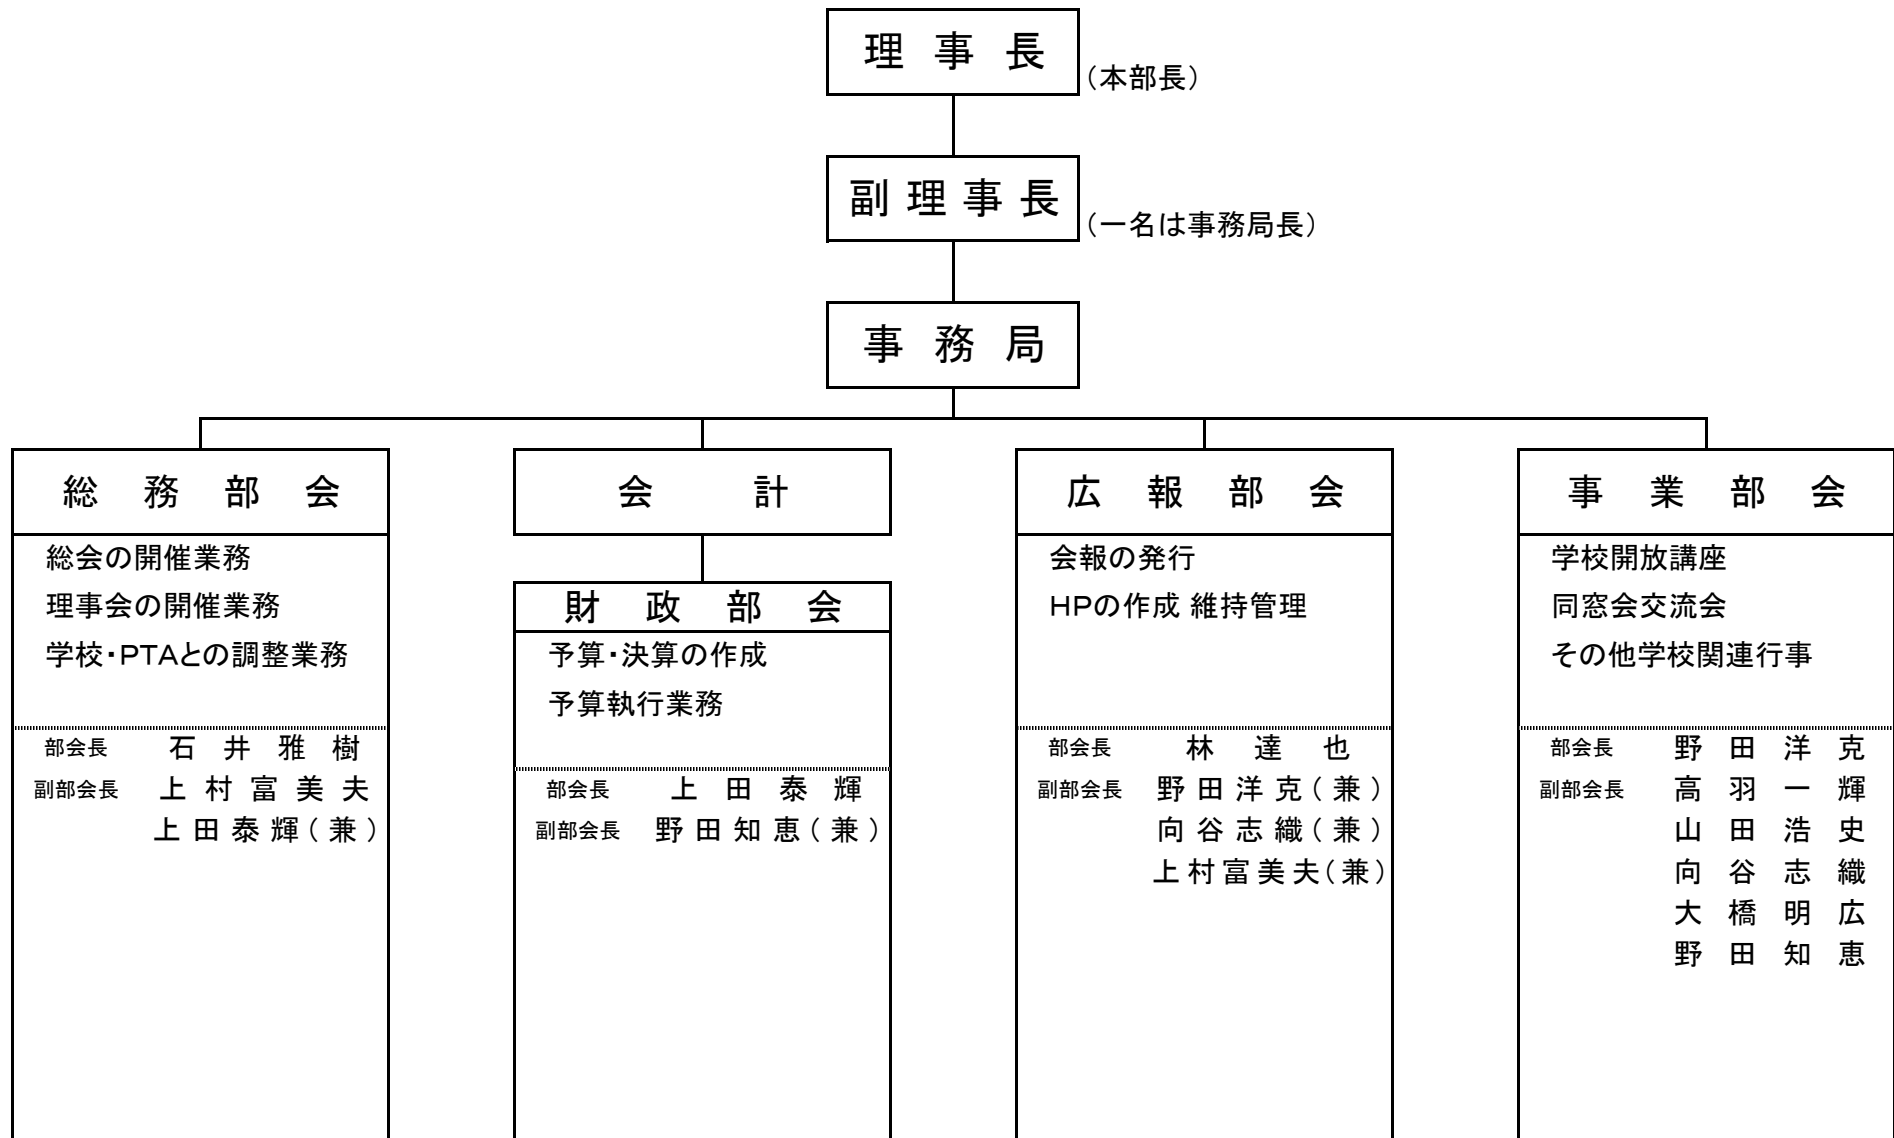 理事長
(本部長)
副理事長
(一名は事務局長)
事務局
総務部会
総会の開催業務
理事会の開催業務
学校・PTAとの調整業務
部会長 石井雅樹
副部会長 上村富美夫
上田泰輝(兼)
会計
財政部会
予算・決算の作成
予算執行業務
部会長 上田泰輝
副部会長 野田知恵(兼)
広報部会
会報の発行
HPの作成 維持管理
部会長 林達也
副部会長 野田洋克(兼)
向谷志織(兼)
上村富美夫(兼)
事業部会
学校開放講座
同窓会交流会
その他学校関連行事
部会長 野田洋克
副部会長 高羽一輝
山田浩史
向谷志織
大橋明広
野田知恵